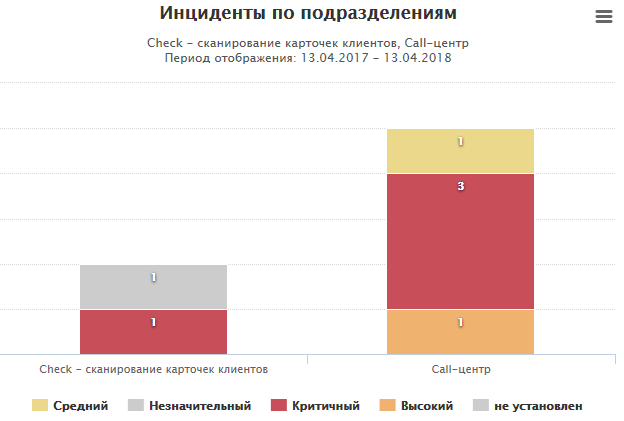 Инциденты по подразделениям
Check - сканирование карточек клиентов, Call-центр
Период отображения: 13.04.2017 - 13.04.2018
1
3
1
1
1
Check - сканирование карточек клиентов
Call-центр
Средний
Незначительный
Критичный
Высокий
не установлен